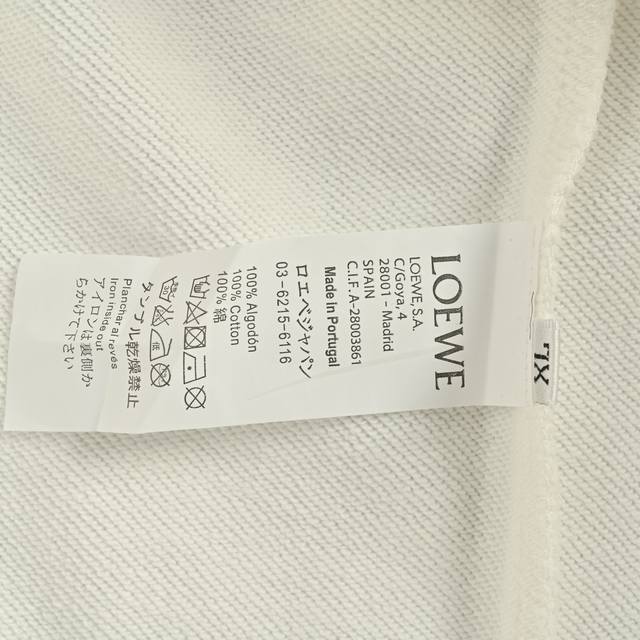 LOEWE
LOEWE, S.A.
C/Goya, 4
28001 - Madrid
SPAIN
C.I.F. A-28003861
Made in Portugal
ロエベジャパン
03-6215-6116
100% Algodón
100% Cotton
100% 綿
低
Planchar al reves
Iron inside out
タンブル乾燥禁止
アイロンは裏側か
らかけて下さい
XL